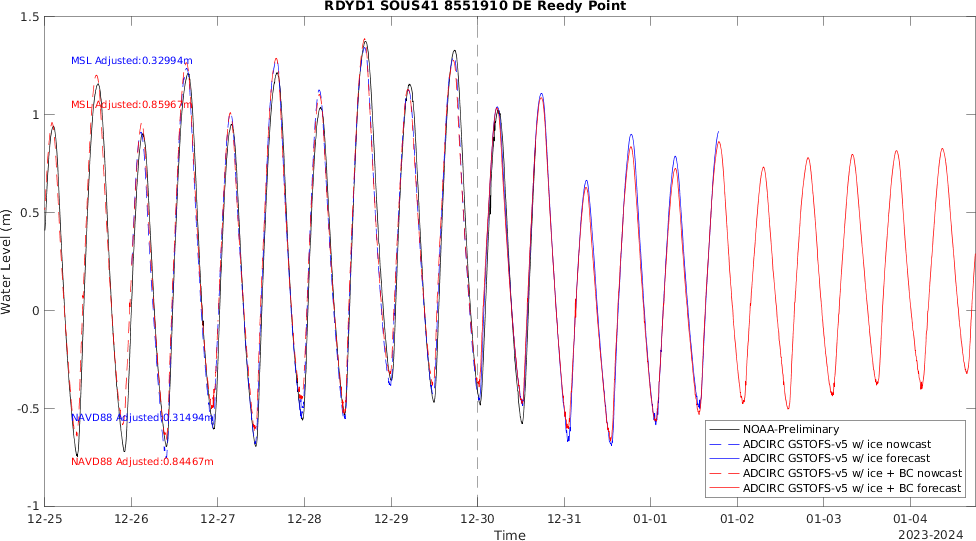 RDYD1 SOUS41 8551910 DE Reedy Point
1.5
1
0.5
0
-0.5
-1
Water Level (m)
MSL Adjusted:0.32994m
MSL Adjusted:0.85967m
NAVD88 Adjusted:0.31494m
NAVD88 Adjusted:0.84467m
NOAA-Preliminary
ADCIRC GSTOFS-v5 w/ ice nowcast
ADCIRC GSTOFS-v5 w/ ice forecast
ADCIRC GSTOFS-v5 w/ ice + BC nowcast
ADCIRC GSTOFS-v5 w/ ice + BC forecast
12-25 12-26 12-27 12-28 12-29 12-30 12-31 01-01 01-02 01-03 01-04
Time
2023-2024